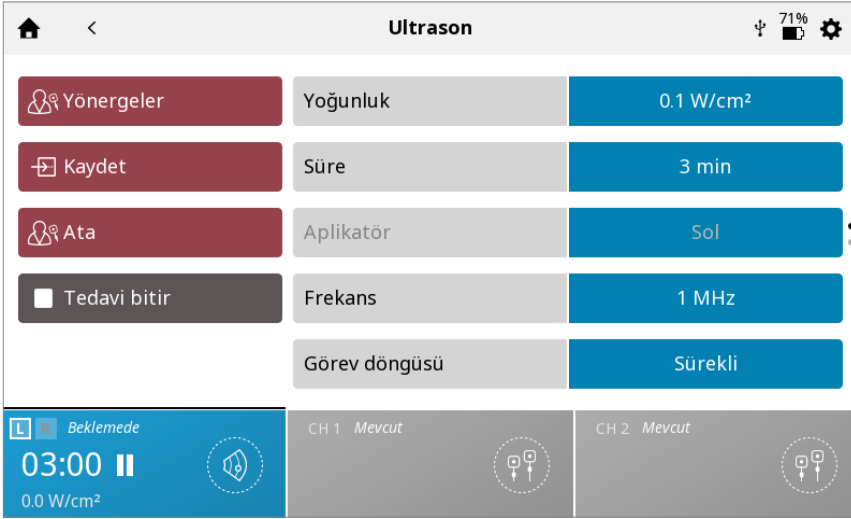 Ultrason
71%
Yönergeler
Yoğunluk
0.1 W/cm²
Kaydet
Süre
3 min
Ata
Aplikatör
Sol
Tedavi bitir
Frekans
1 MHz
Görev döngüsü
Sürekli
L R Beklemede
03:00
0.0 W/cm²
CH 1 Mevcut
CH 2 Mevcut